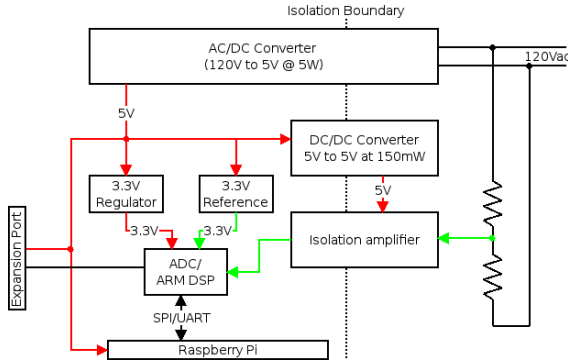 Isolation Boundary
AC/DC Converter
(120V to 5V @ 5W)
120Vac
5V
DC/DC Converter
5V to 5V at 150mW
3.3V
Regulator
3.3V
Reference
5V
3.3V
3.3V
Isolation amplifier
Expansion Port
ADC/
ARM DSP
SPI/UART
Raspberry Pi